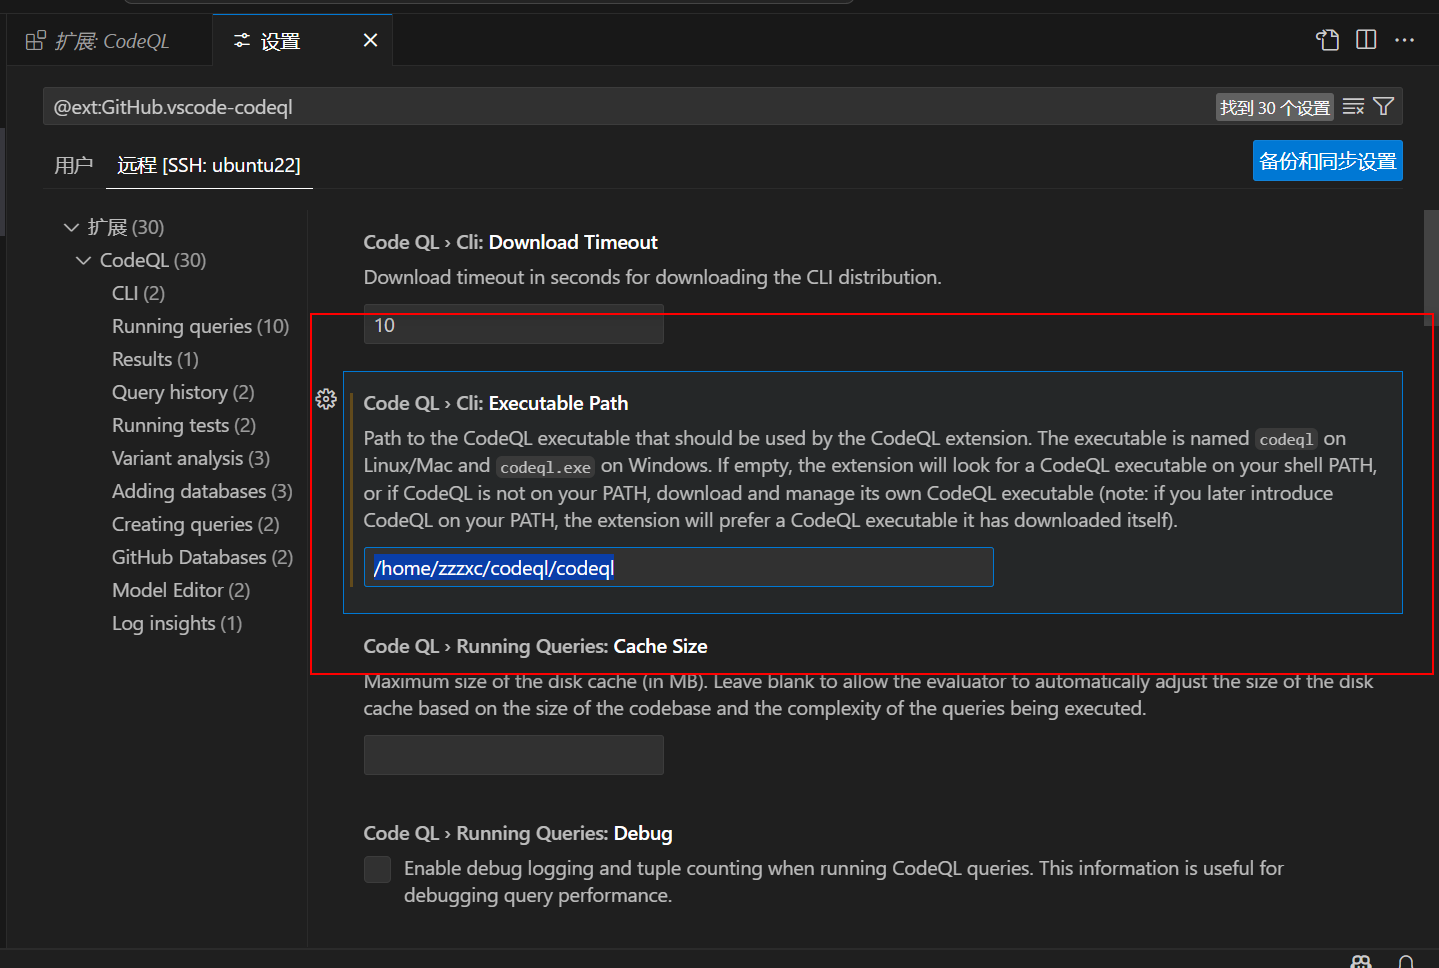 扩展: CodeQL
设置
@ext:GitHub.vscode-codeql
找到 30 个设置
用户
远程 [SSH: ubuntu22]
备份和同步设置
扩展 (30)
CodeQL (30)
CLI (2)
Running queries (10)
Results (1)
Query history (2)
Running tests (2)
Variant analysis (3)
Adding databases (3)
Creating queries (2)
GitHub Databases (2)
Model Editor (2)
Log insights (1)
Code QL › Cli: Download Timeout
Download timeout in seconds for downloading the CLI distribution.
10
Code QL › Cli: Executable Path
Path to the CodeQL executable that should be used by the CodeQL extension. The executable is named codeql on
Linux/Mac and codeql.exe on Windows. If empty, the extension will look for a CodeQL executable on your shell PATH,
or if CodeQL is not on your PATH, download and manage its own CodeQL executable (note: if you later introduce
CodeQL on your PATH, the extension will prefer a CodeQL executable it has downloaded itself).
/home/zzzxc/codeql/codeql
Code QL › Running Queries: Cache Size
Maximum size of the disk cache (in MB). Leave blank to allow the evaluator to automatically adjust the size of the disk
cache based on the size of the codebase and the complexity of the queries being executed.
Code QL › Running Queries: Debug
Enable debug logging and tuple counting when running CodeQL queries. This information is useful for
debugging query performance.